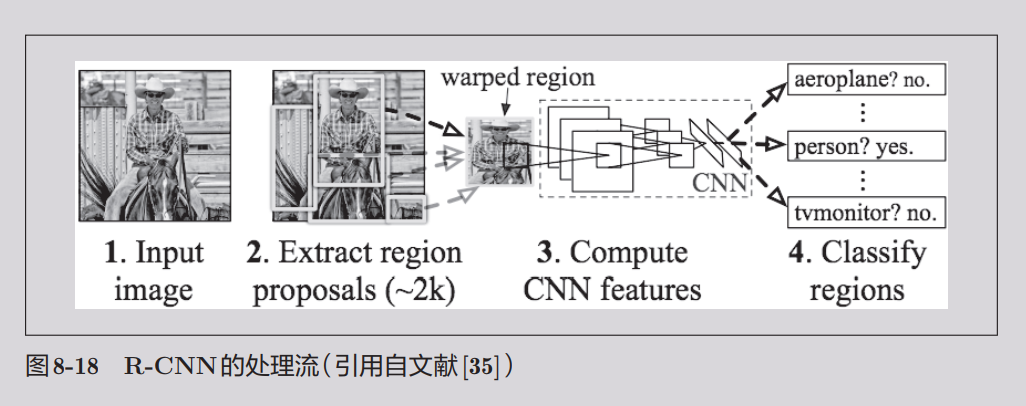 warped region
aeroplane? no.
person? yes.
CNN
tvmonitor? no.
1. Input
image
2. Extract region
proposals (~2k)
3. Compute
CNN features
4. Classify
regions
图8-18 R-CNN的处理流(引用自文献[35])